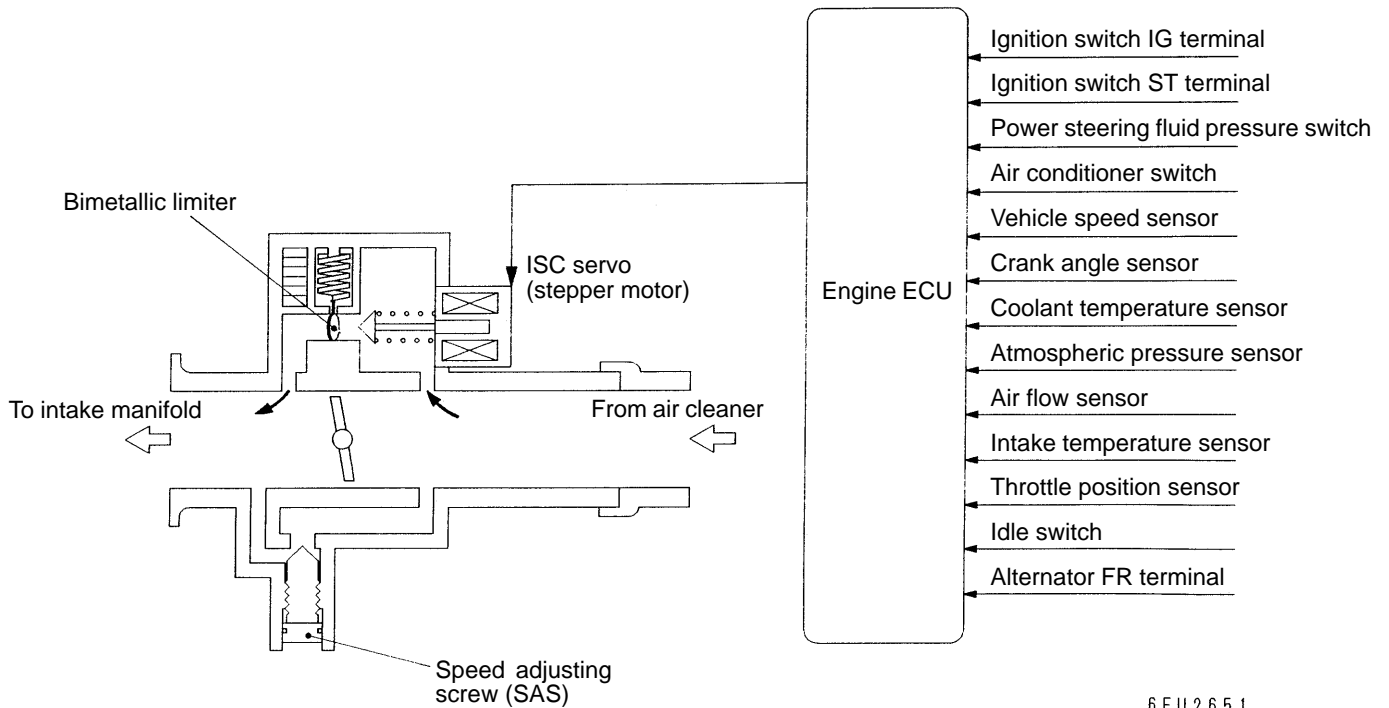 Ignition switch IG terminal
Ignition switch ST terminal
Power steering fluid pressure switch
Air conditioner switch
Vehicle speed sensor
Crank angle sensor
Coolant temperature sensor
Atmospheric pressure sensor
Air flow sensor
Intake temperature sensor
Throttle position sensor
Idle switch
Alternator FR terminal
Engine ECU
Bimetallic limiter
ISC servo
(stepper motor)
To intake manifold
From air cleaner
Speed adjusting
screw (SAS)
6FU2651